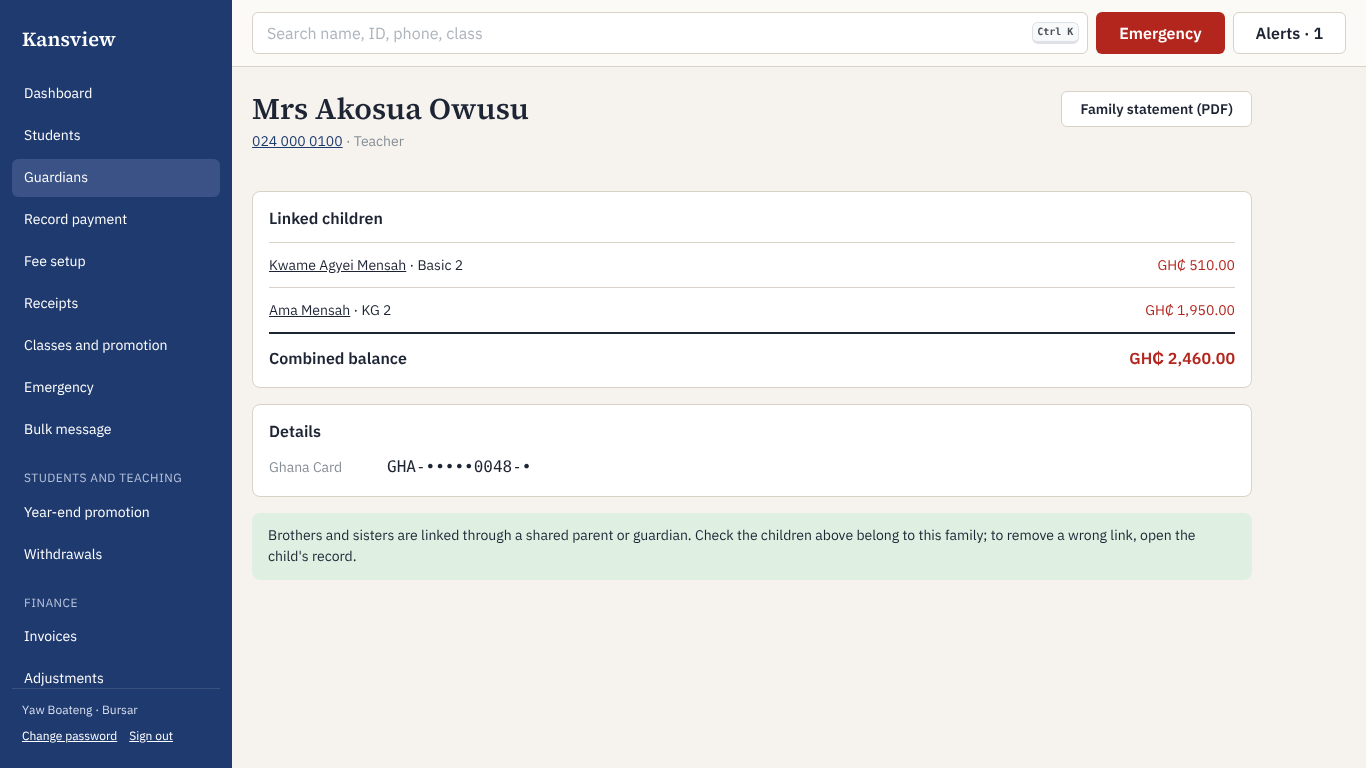 Kansview
Dashboard
Students
Guardians
Record payment
Fee setup
Receipts
Classes and promotion
Emergency
Bulk message
STUDENTS AND TEACHING
Year-end promotion
Withdrawals
FINANCE
Invoices
Adjustments
Yaw Boateng · Bursar
Change password Sign out
Search name, ID, phone, class Ctrl K
Emergency
Alerts · 1
Mrs Akosua Owusu
024 000 0100 · Teacher
Family statement (PDF)
Linked children
Kwame Agyei Mensah · Basic 2 GH₵ 510.00
Ama Mensah · KG 2 GH₵ 1,950.00
Combined balance GH₵ 2,460.00
Details
Ghana Card GHA-•••••0048-•
Brothers and sisters are linked through a shared parent or guardian. Check the children above belong to this family; to remove a wrong link, open the
child's record.